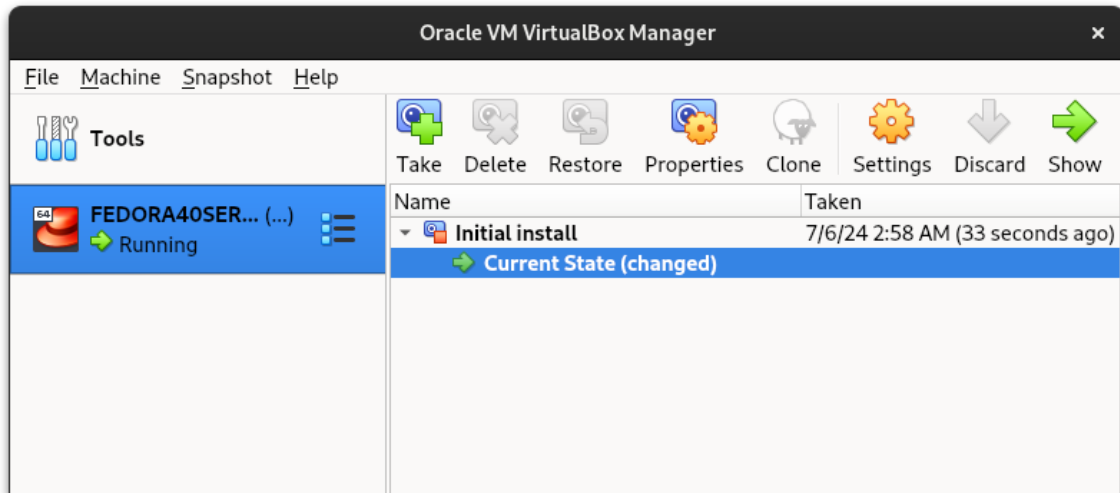 Oracle VM VirtualBox Manager
File Machine Snapshot Help
Tools
Take Delete Restore Properties Clone Settings Discard Show
64
FEDORA40SER... (...)
Running
Name Taken
Initial install 7/6/24 2:58 AM (33 seconds ago)
Current State (changed)